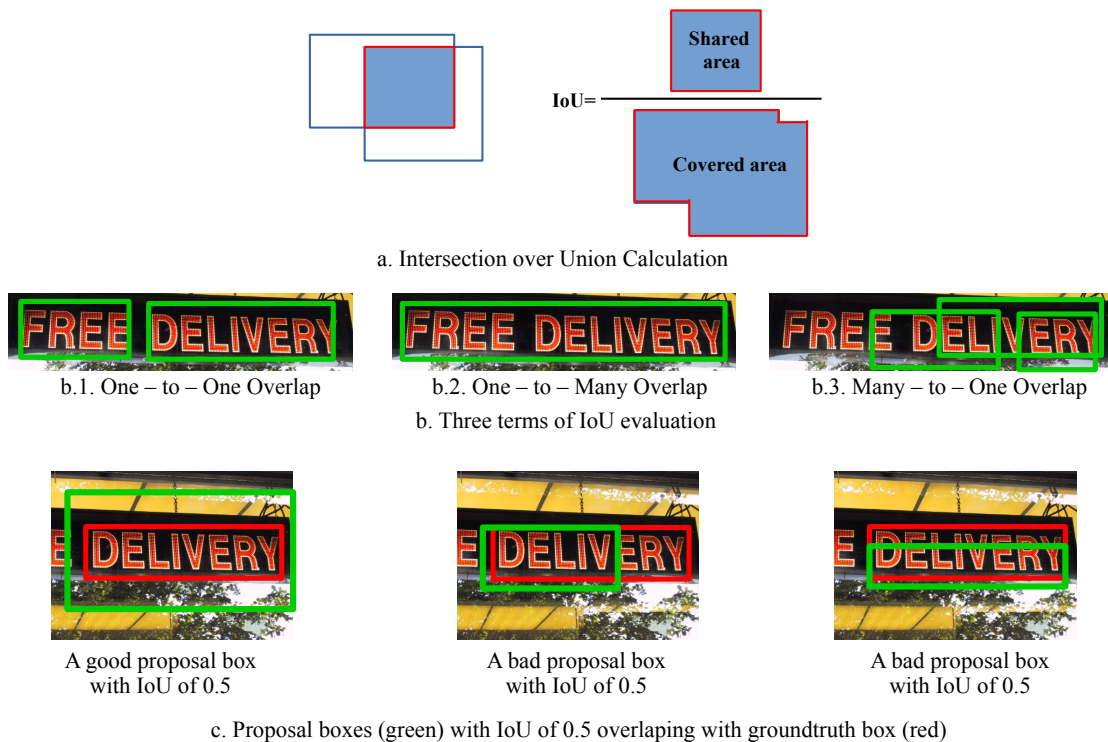 Shared
area
IoU=
Covered area
a. Intersection over Union Calculation
FREE DELIVERY
FREE DELIVERY
FREE DELIVERY
b.1. One – to – One Overlap
b.2. One – to – Many Overlap
b.3. Many – to – One Overlap
b. Three terms of IoU evaluation
E DELIVERY
E DELIVERY
E DELIVERY
A good proposal box
with IoU of 0.5
A bad proposal box
with IoU of 0.5
A bad proposal box
with IoU of 0.5
c. Proposal boxes (green) with IoU of 0.5 overlaping with groundtruth box (red)